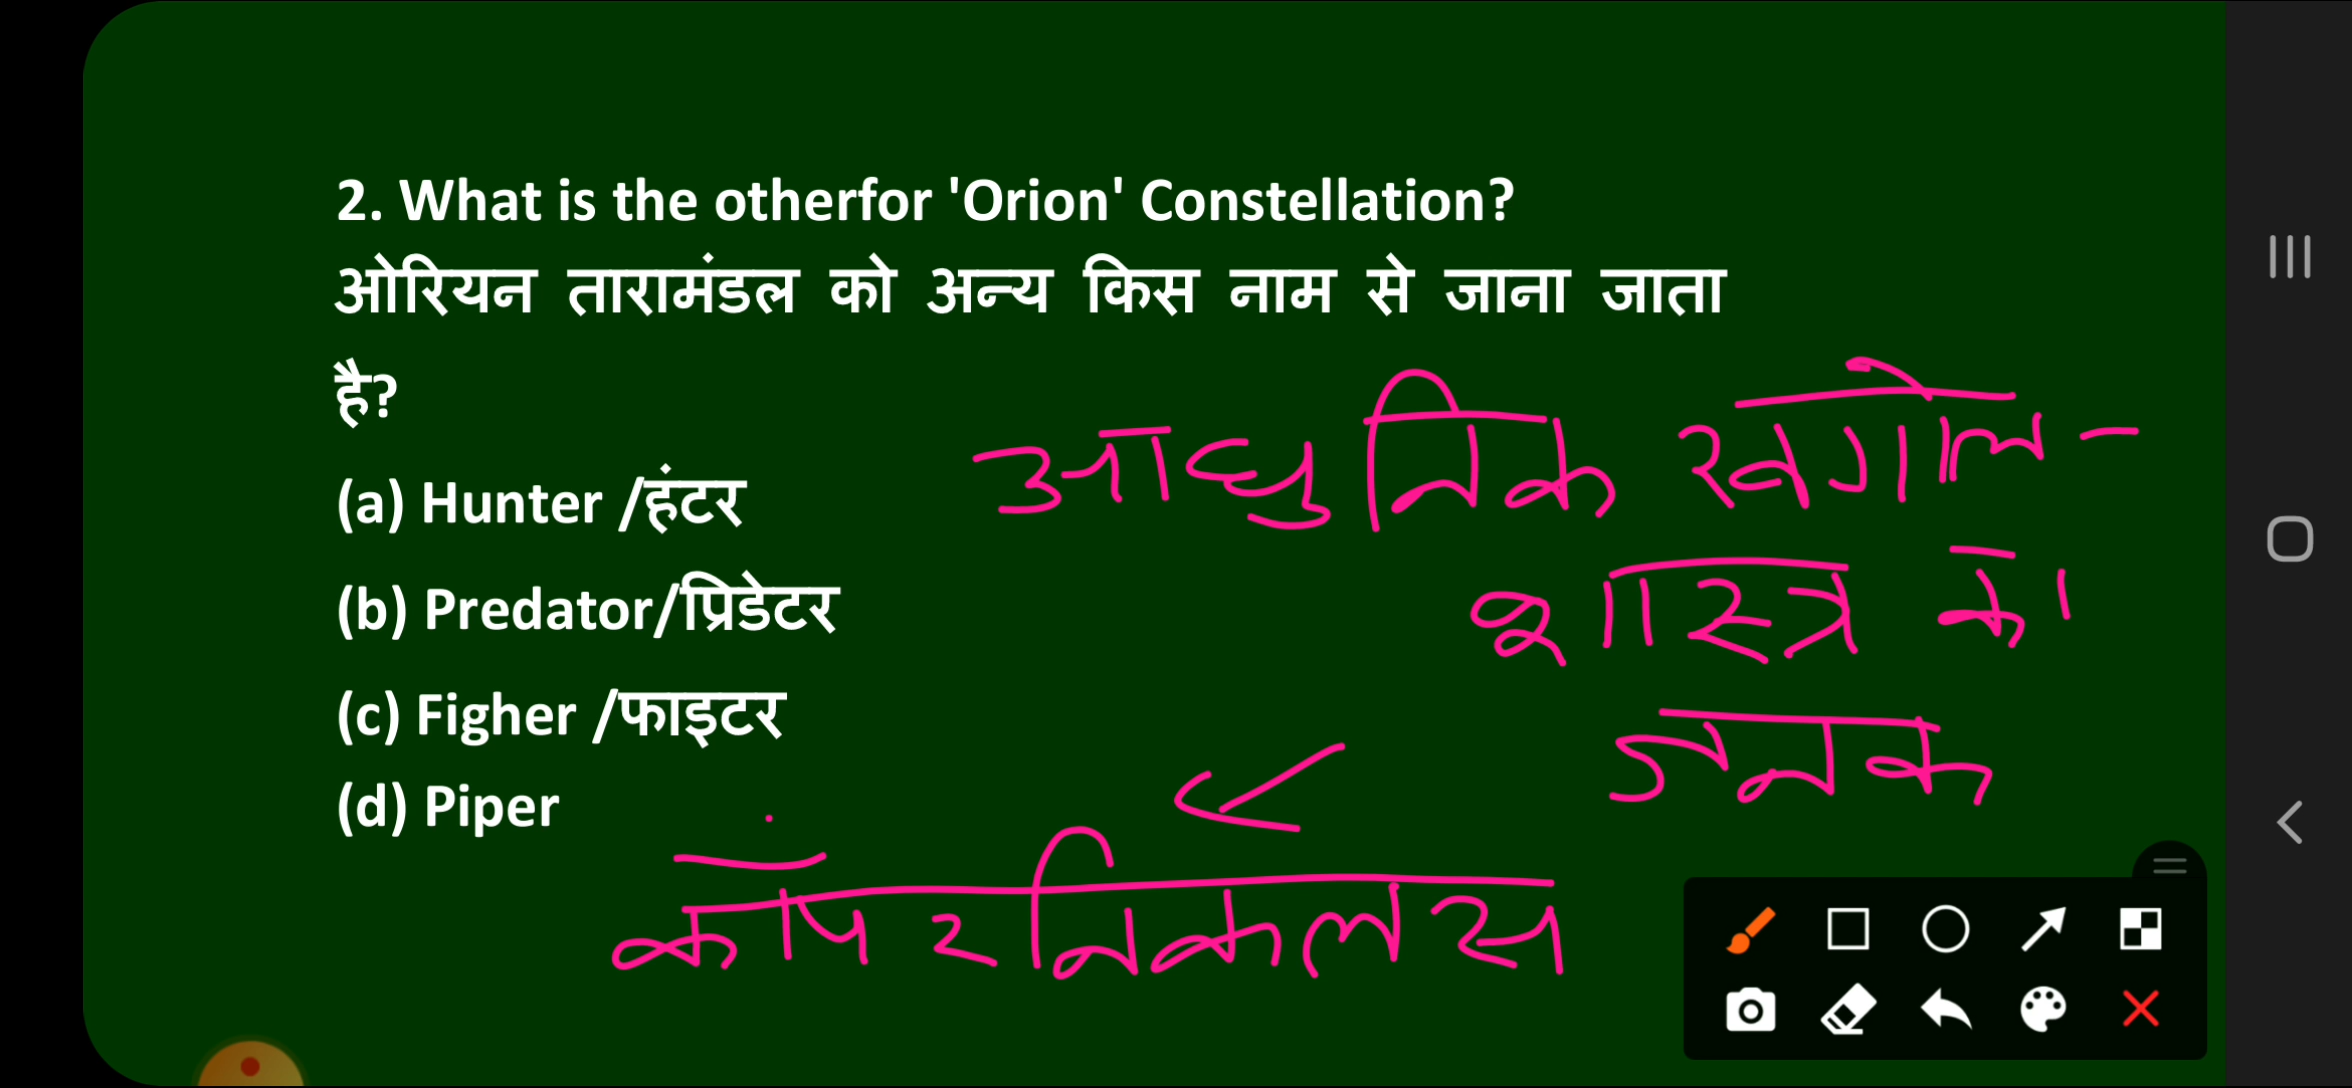 2. What is the otherfor 'Orion' Constellation?
ओरियन तारामंडल को अन्य किस नाम से जाना जाता
है?
(a) Hunter /हंटर
(b) Predator/प्रिडेटर
(c) Figher /फाइटर
(d) Piper
आधुनिक खगोल-
शास्त्र का
जनक
कॉपरनिकलस